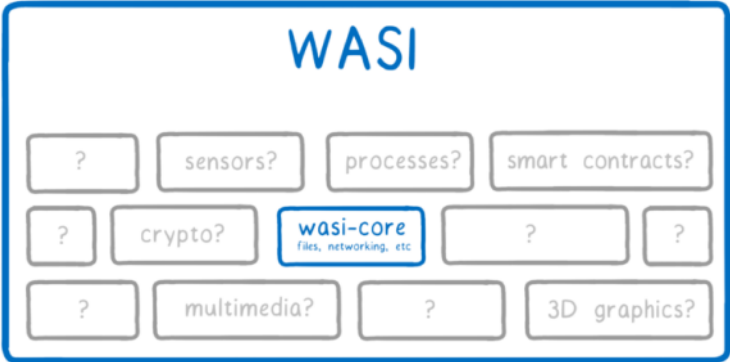 WASI
?
sensors?
processes?
smart contracts?
?
crypto?
wasi-core
files, networking, etc
?
?
?
multimedia?
?
3D graphics?